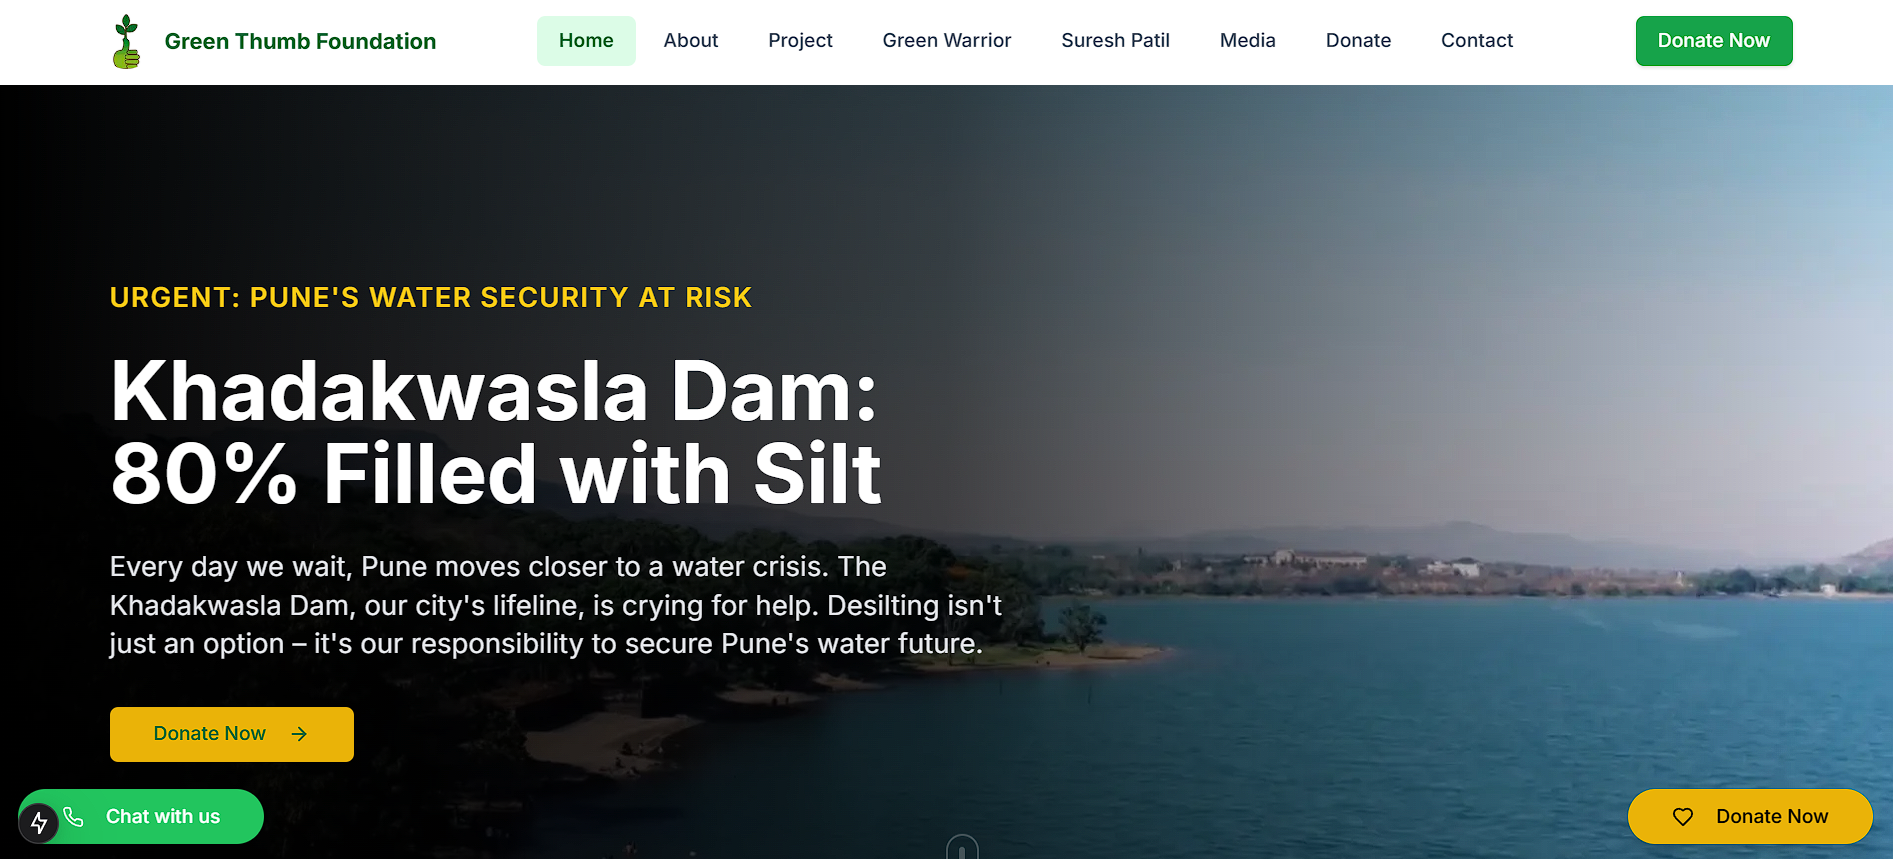 Green Thumb Foundation
Home
About
Project
Green Warrior
Suresh Patil
Media
Donate
Contact
Donate Now
URGENT: PUNE'S WATER SECURITY AT RISK
Khadakwasla Dam:
80% Filled with Silt
Every day we wait, Pune moves closer to a water crisis. The
Khadakwasla Dam, our city's lifeline, is crying for help. Desilting isn't
just an option – it's our responsibility to secure Pune's water future.
Donate Now
Chat with us
Donate Now